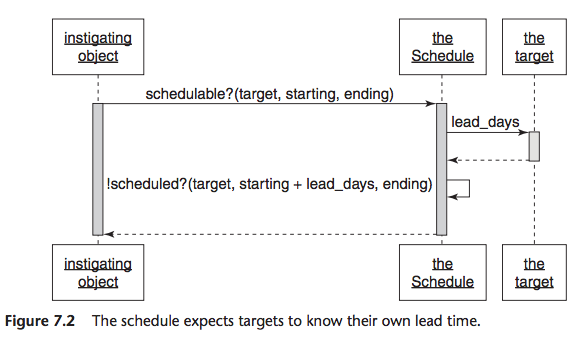 instigating
object
the
Schedule
the
target
schedulable?(target, starting, ending)
lead_days
!scheduled?(target, starting + lead_days, ending)
instigating
object
the
Schedule
the
target
Figure 7.2 The schedule expects targets to know their own lead time.